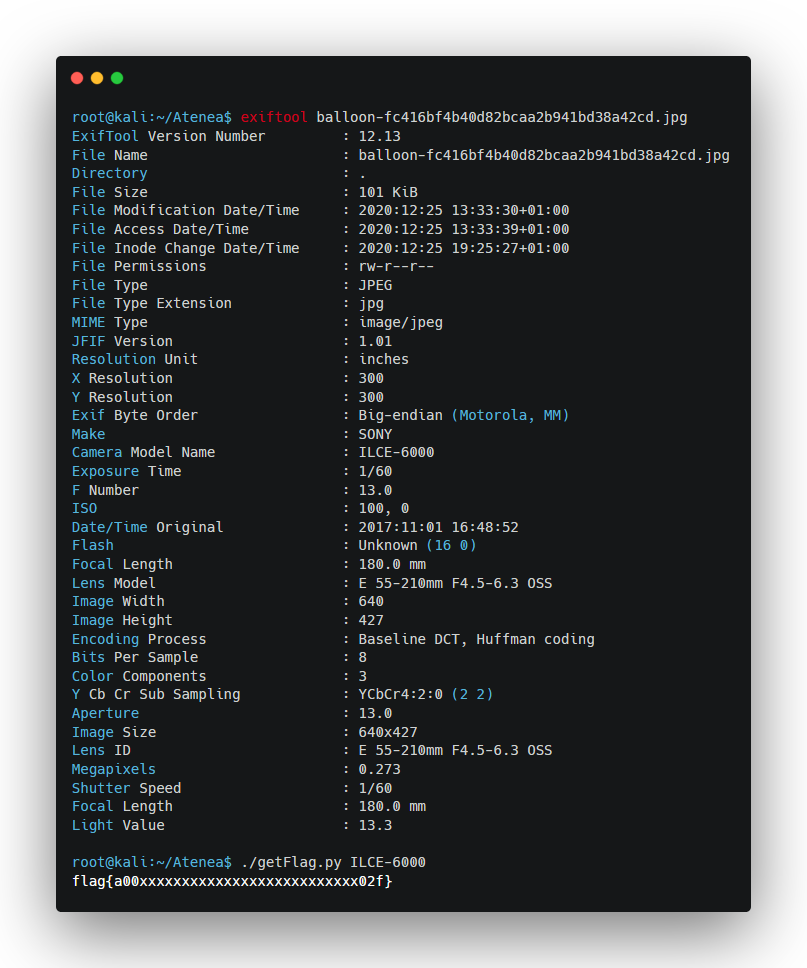 root@kali:~/Atenea$ exiftool balloon-fc416bf4b40d82bcaa2b941bd38a42cd.jpg
ExifTool Version Number : 12.13
File Name : balloon-fc416bf4b40d82bcaa2b941bd38a42cd.jpg
Directory : .
File Size : 101 KiB
File Modification Date/Time : 2020:12:25 13:33:30+01:00
File Access Date/Time : 2020:12:25 13:33:39+01:00
File Inode Change Date/Time : 2020:12:25 19:25:27+01:00
File Permissions : rw-r--r--
File Type : JPEG
File Type Extension : jpg
MIME Type : image/jpeg
JFIF Version : 1.01
Resolution Unit : inches
X Resolution : 300
Y Resolution : 300
Exif Byte Order : Big-endian (Motorola, MM)
Make : SONY
Camera Model Name : ILCE-6000
Exposure Time : 1/60
F Number : 13.0
ISO : 100, 0
Date/Time Original : 2017:11:01 16:48:52
Flash : Unknown (16 0)
Focal Length : 180.0 mm
Lens Model : E 55-210mm F4.5-6.3 OSS
Image Width : 640
Image Height : 427
Encoding Process : Baseline DCT, Huffman coding
Bits Per Sample : 8
Color Components : 3
Y Cb Cr Sub Sampling : YCbCr4:2:0 (2 2)
Aperture : 13.0
Image Size : 640x427
Lens ID : E 55-210mm F4.5-6.3 OSS
Megapixels : 0.273
Shutter Speed : 1/60
Focal Length : 180.0 mm
Light Value : 13.3
root@kali:~/Atenea$ ./getFlag.py ILCE-6000
flag{a00xxxxxxxxxxxxxxxxxxxxxxxxxx02f}